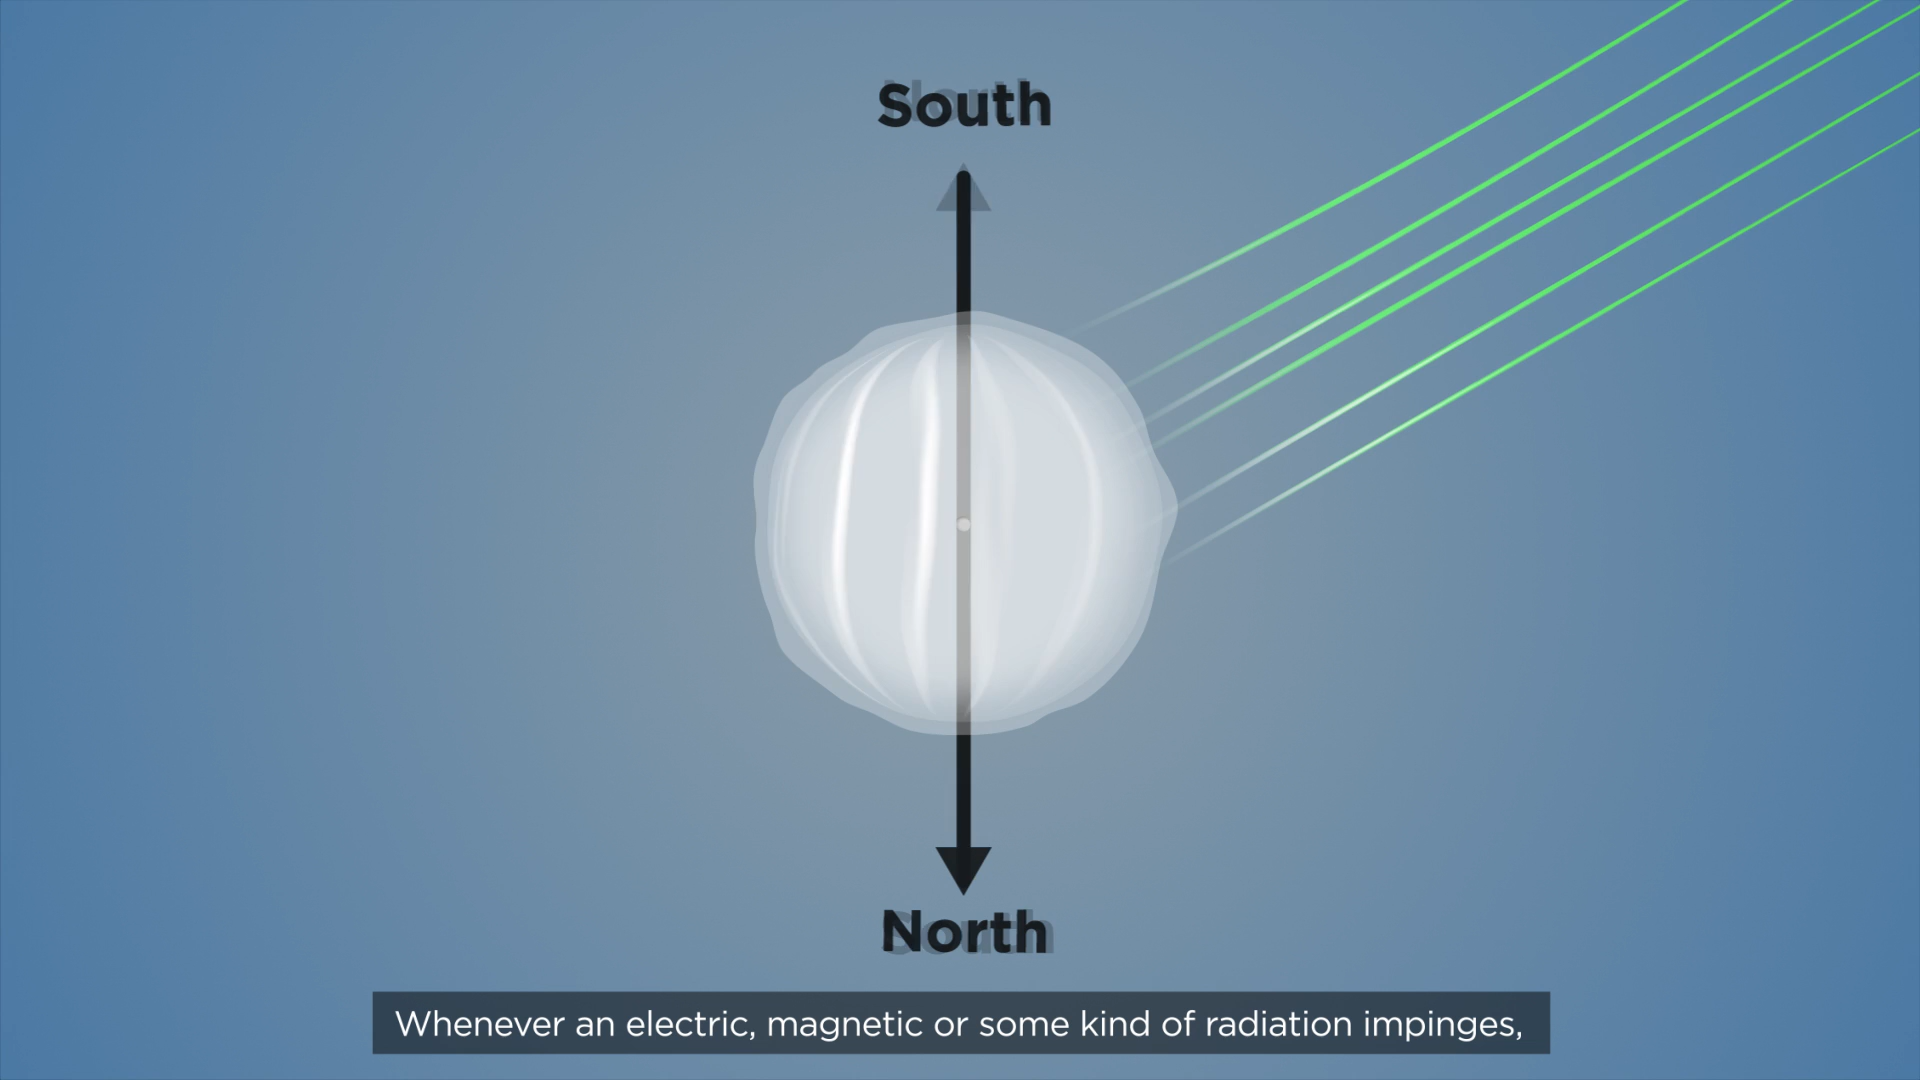 South
North
Whenever an electric, magnetic or some kind of radiation impinges,